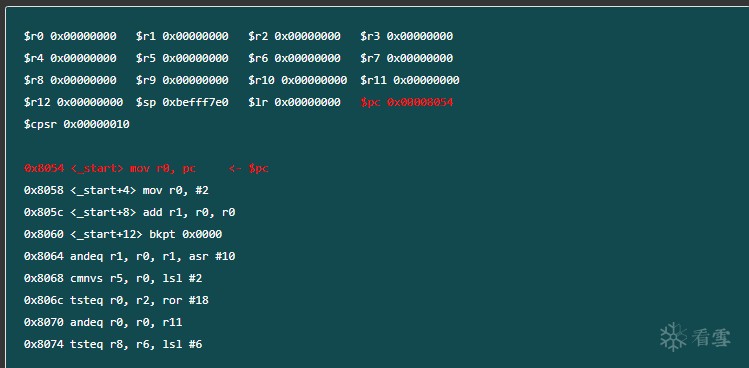 $r0 0x00000000 $r1 0x00000000 $r2 0x00000000 $r3 0x00000000
$r4 0x00000000 $r5 0x00000000 $r6 0x00000000 $r7 0x00000000
$r8 0x00000000 $r9 0x00000000 $r10 0x00000000 $r11 0x00000000
$r12 0x00000000 $sp 0xbefff7e0 $lr 0x00000000 $pc 0x00008054
$cpsr 0x00000010
0x8054 <_start> mov r0, pc <- $pc
0x8058 <_start+4> mov r0, #2
0x805c <_start+8> add r1, r0, r0
0x8060 <_start+12> bkpt 0x0000
0x8064 andeq r1, r0, r1, asr #10
0x8068 cmnvs r5, r0, lsl #2
0x806c tsteq r0, r2, ror #18
0x8070 andeq r0, r0, r11
0x8074 tsteq r8, r6, lsl #6
看雪